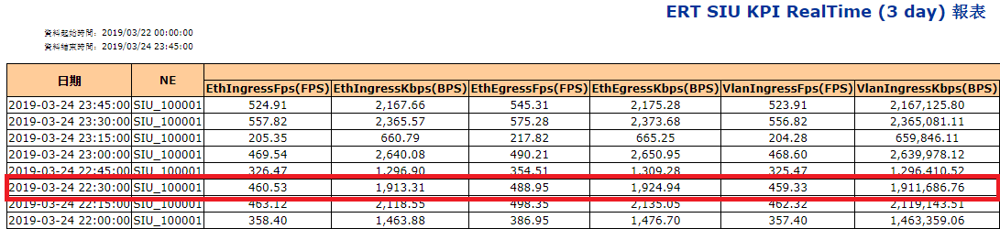 ERT SIU KPI RealTime (3 day) 報表
資料起始時間: 2019/03/22 00:00:00
資料結束時間: 2019/03/24 23:45:00
日期 NE
EthIngressFps(FPS) EthIngressKbps(BPS) EthEgressFps(FPS) EthEgressKbps(BPS) VlanIngressFps(FPS) VlanIngressKbps(BPS)
2019-03-24 23:45:00 SIU_100001 524.91 2,167.66 545.31 2,175.28 523.91 2,167,125.80
2019-03-24 23:30:00 SIU_100001 557.82 2,365.57 575.28 2,373.68 556.82 2,365,081.11
2019-03-24 23:15:00 SIU_100001 205.35 660.79 217.82 665.25 204.28 659,846.11
2019-03-24 23:00:00 SIU_100001 469.54 2,640.08 490.21 2,650.95 468.60 2,639,978.12
2019-03-24 22:45:00 SIU_100001 326.47 1,296.90 354.51 1,309.28 325.47 1,296,410.52
2019-03-24 22:30:00 SIU_100001 460.53 1,913.31 488.95 1,924.94 459.33 1,911,686.76
2019-03-24 22:15:00 SIU_100001 463.12 2,118.55 498.35 2,135.05 462.32 2,119,143.51
2019-03-24 22:00:00 SIU_100001 358.40 1,463.88 386.95 1,476.70 357.40 1,463,359.06